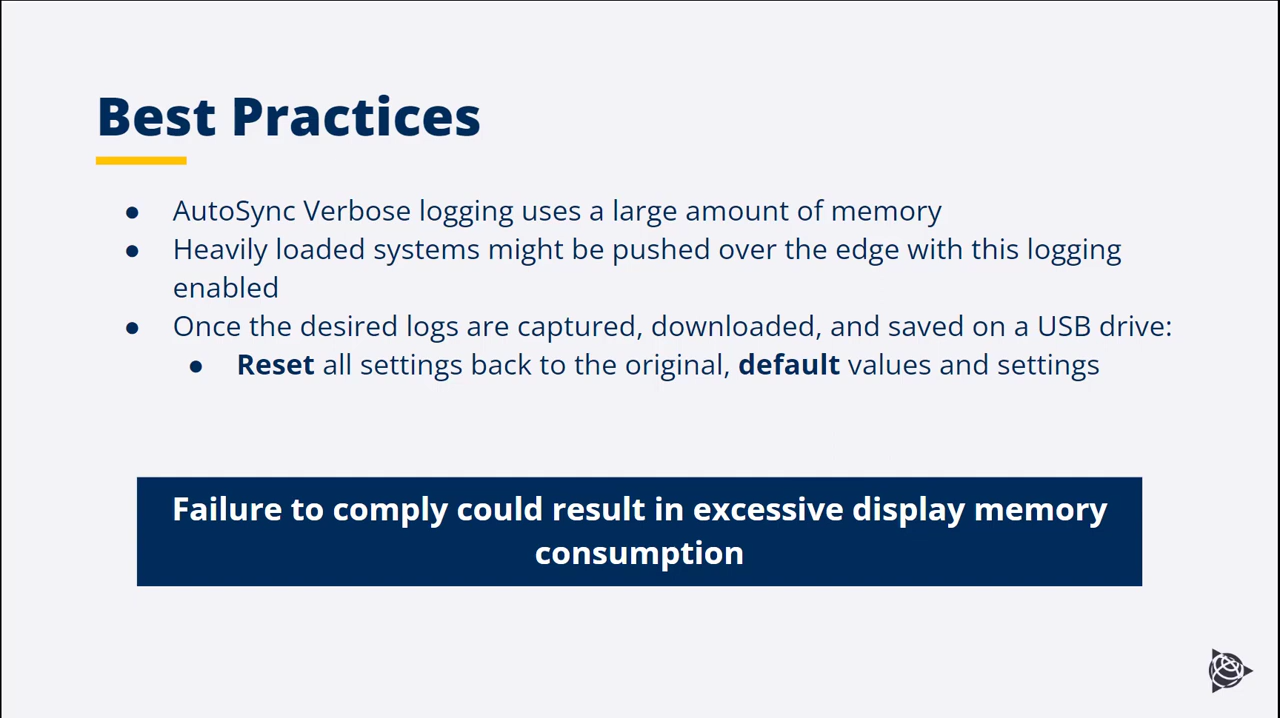 Best Practices
● AutoSync Verbose logging uses a large amount of memory
● Heavily loaded systems might be pushed over the edge with this logging
enabled
● Once the desired logs are captured, downloaded, and saved on a USB drive:
● Reset all settings back to the original, default values and settings
Failure to comply could result in excessive display memory
consumption